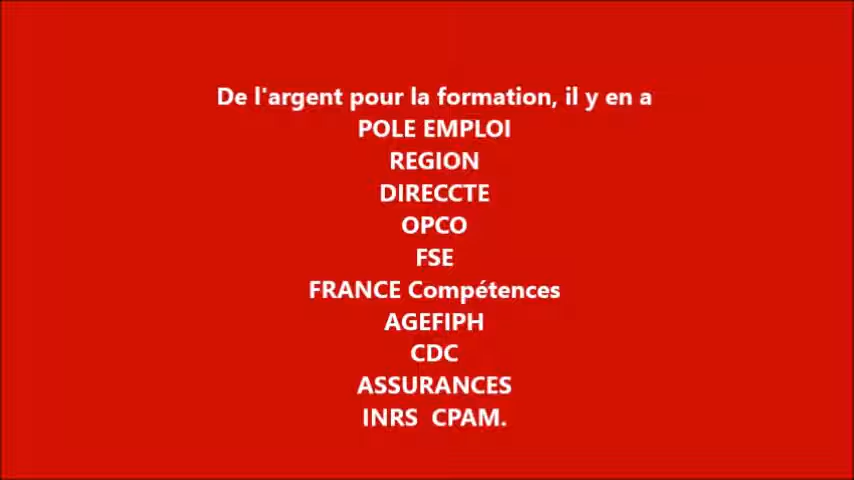 De l'argent pour la formation, il y en a
POLE EMPLOI
REGION
DIRECCTE
OPCO
FSE
FRANCE Compétences
AGEFIPH
CDC
ASSURANCES
INRS  CPAM.